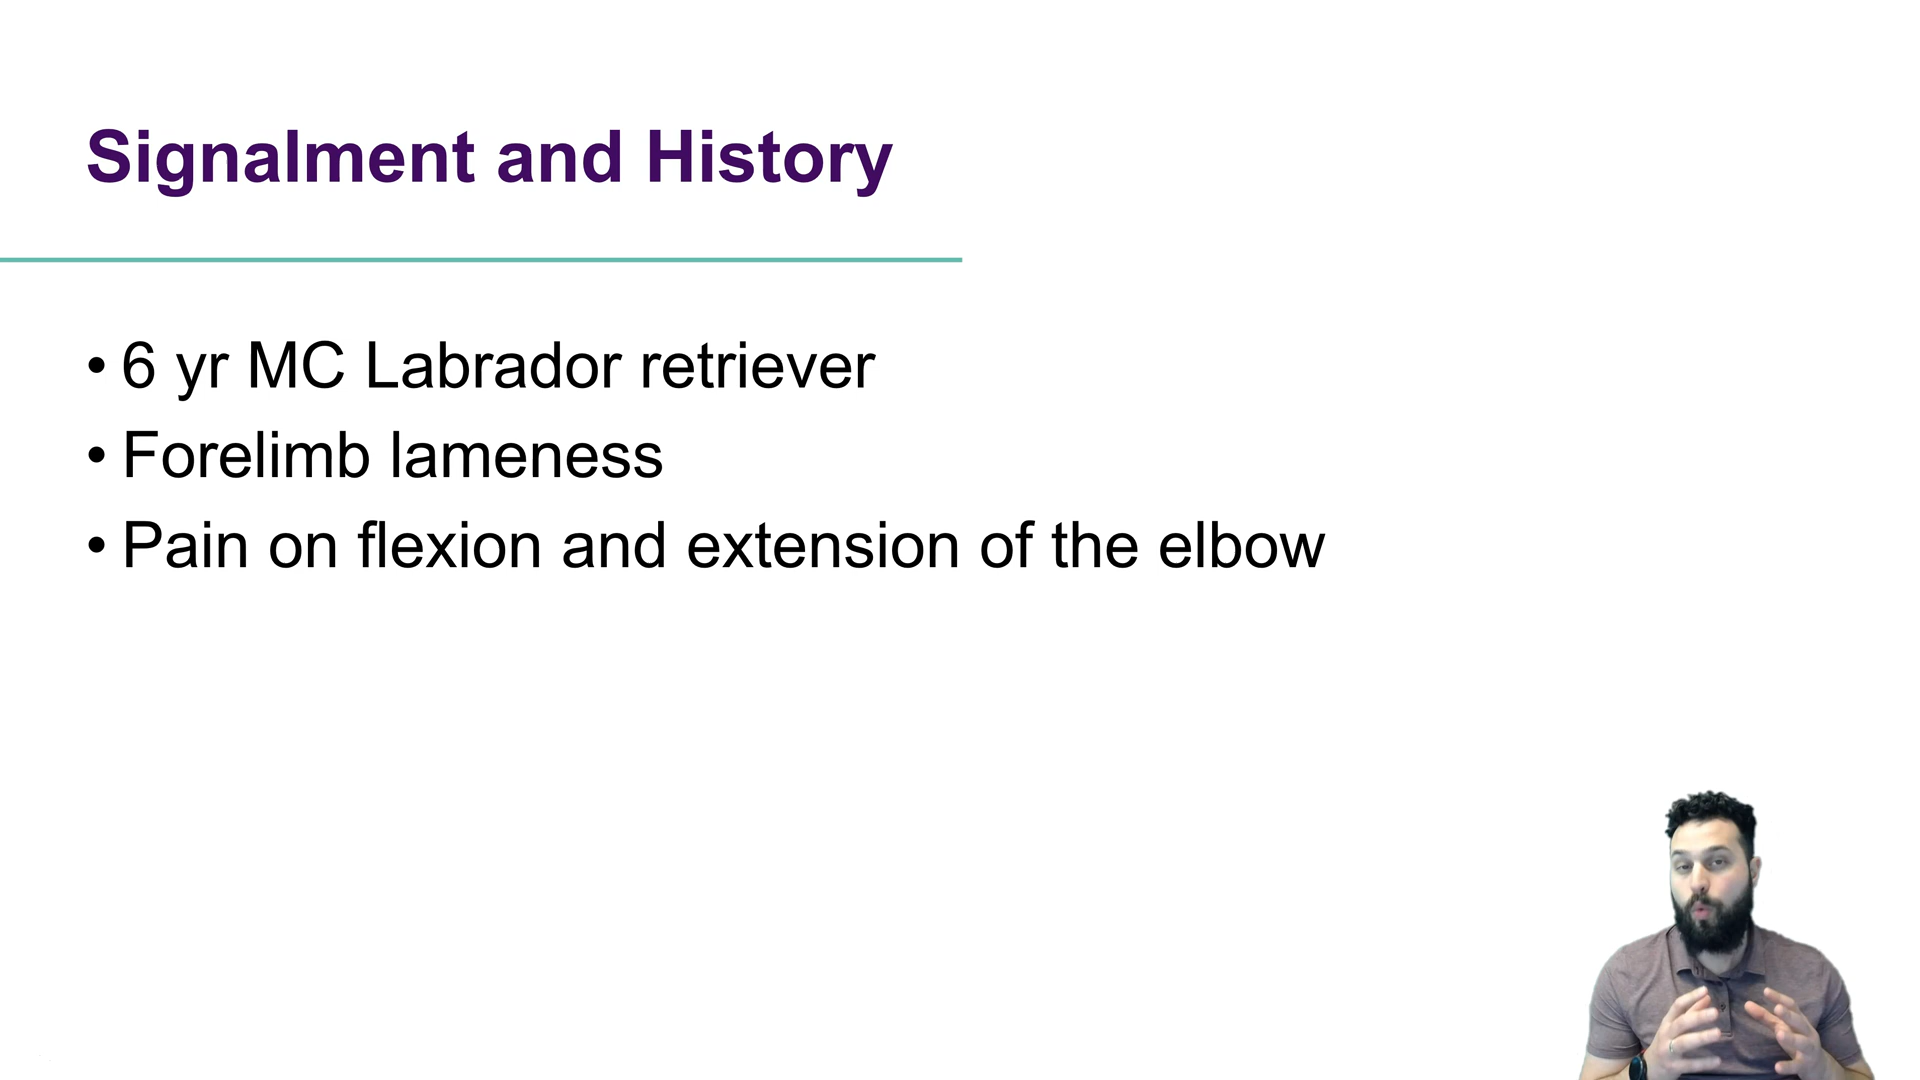 Signalment and History
• 6 yr MC Labrador retriever
• Forelimb lameness
• Pain on flexion and extension of the elbow